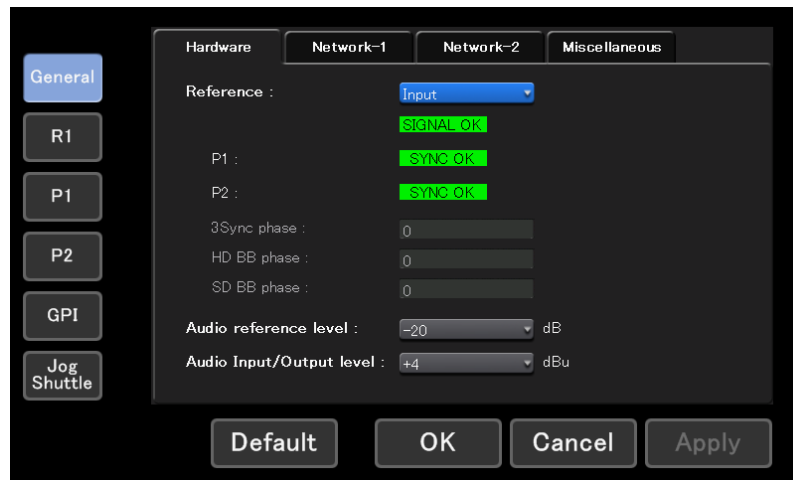 Hardware Network-1 Network-2 Miscellaneous
General
R1
P1
P2
GPI
Jog
Shuttle
Reference : Input
SIGNAL OK
P1 : SYNC OK
P2 : SYNC OK
3Sync phase : 0
HD BB phase : 0
SD BB phase : 0
Audio reference level : -20 dB
Audio Input/Output level : +4 dBu
Default OK Cancel Apply